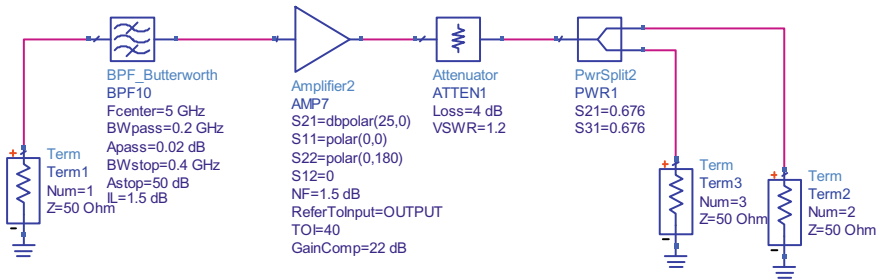 BPF_Butterworth
BPF10
Fcenter=5 GHz
BWpass=0.2 GHz
Apass=0.02 dB
BWstop=0.4 GHz
Astop=50 dB
IL=1.5 dB
Amplifier2
AMP7
S21=dbpolar(25,0)
S11=polar(0,0)
S22=polar(0,180)
S12=0
NF=1.5 dB
ReferToInput=OUTPUT
TOI=40
GainComp=22 dB
Attenuator
ATTEN1
Loss=4 dB
VSWR=1.2
PwrSplit2
PWR1
S21=0.676
S31=0.676
+
Term
Term1
Num=1
Z=50 Ohm
-
+
Term
Term3
Num=3
Z=50 Ohm
-
+
Term
Term2
Num=2
Z=50 Ohm
-